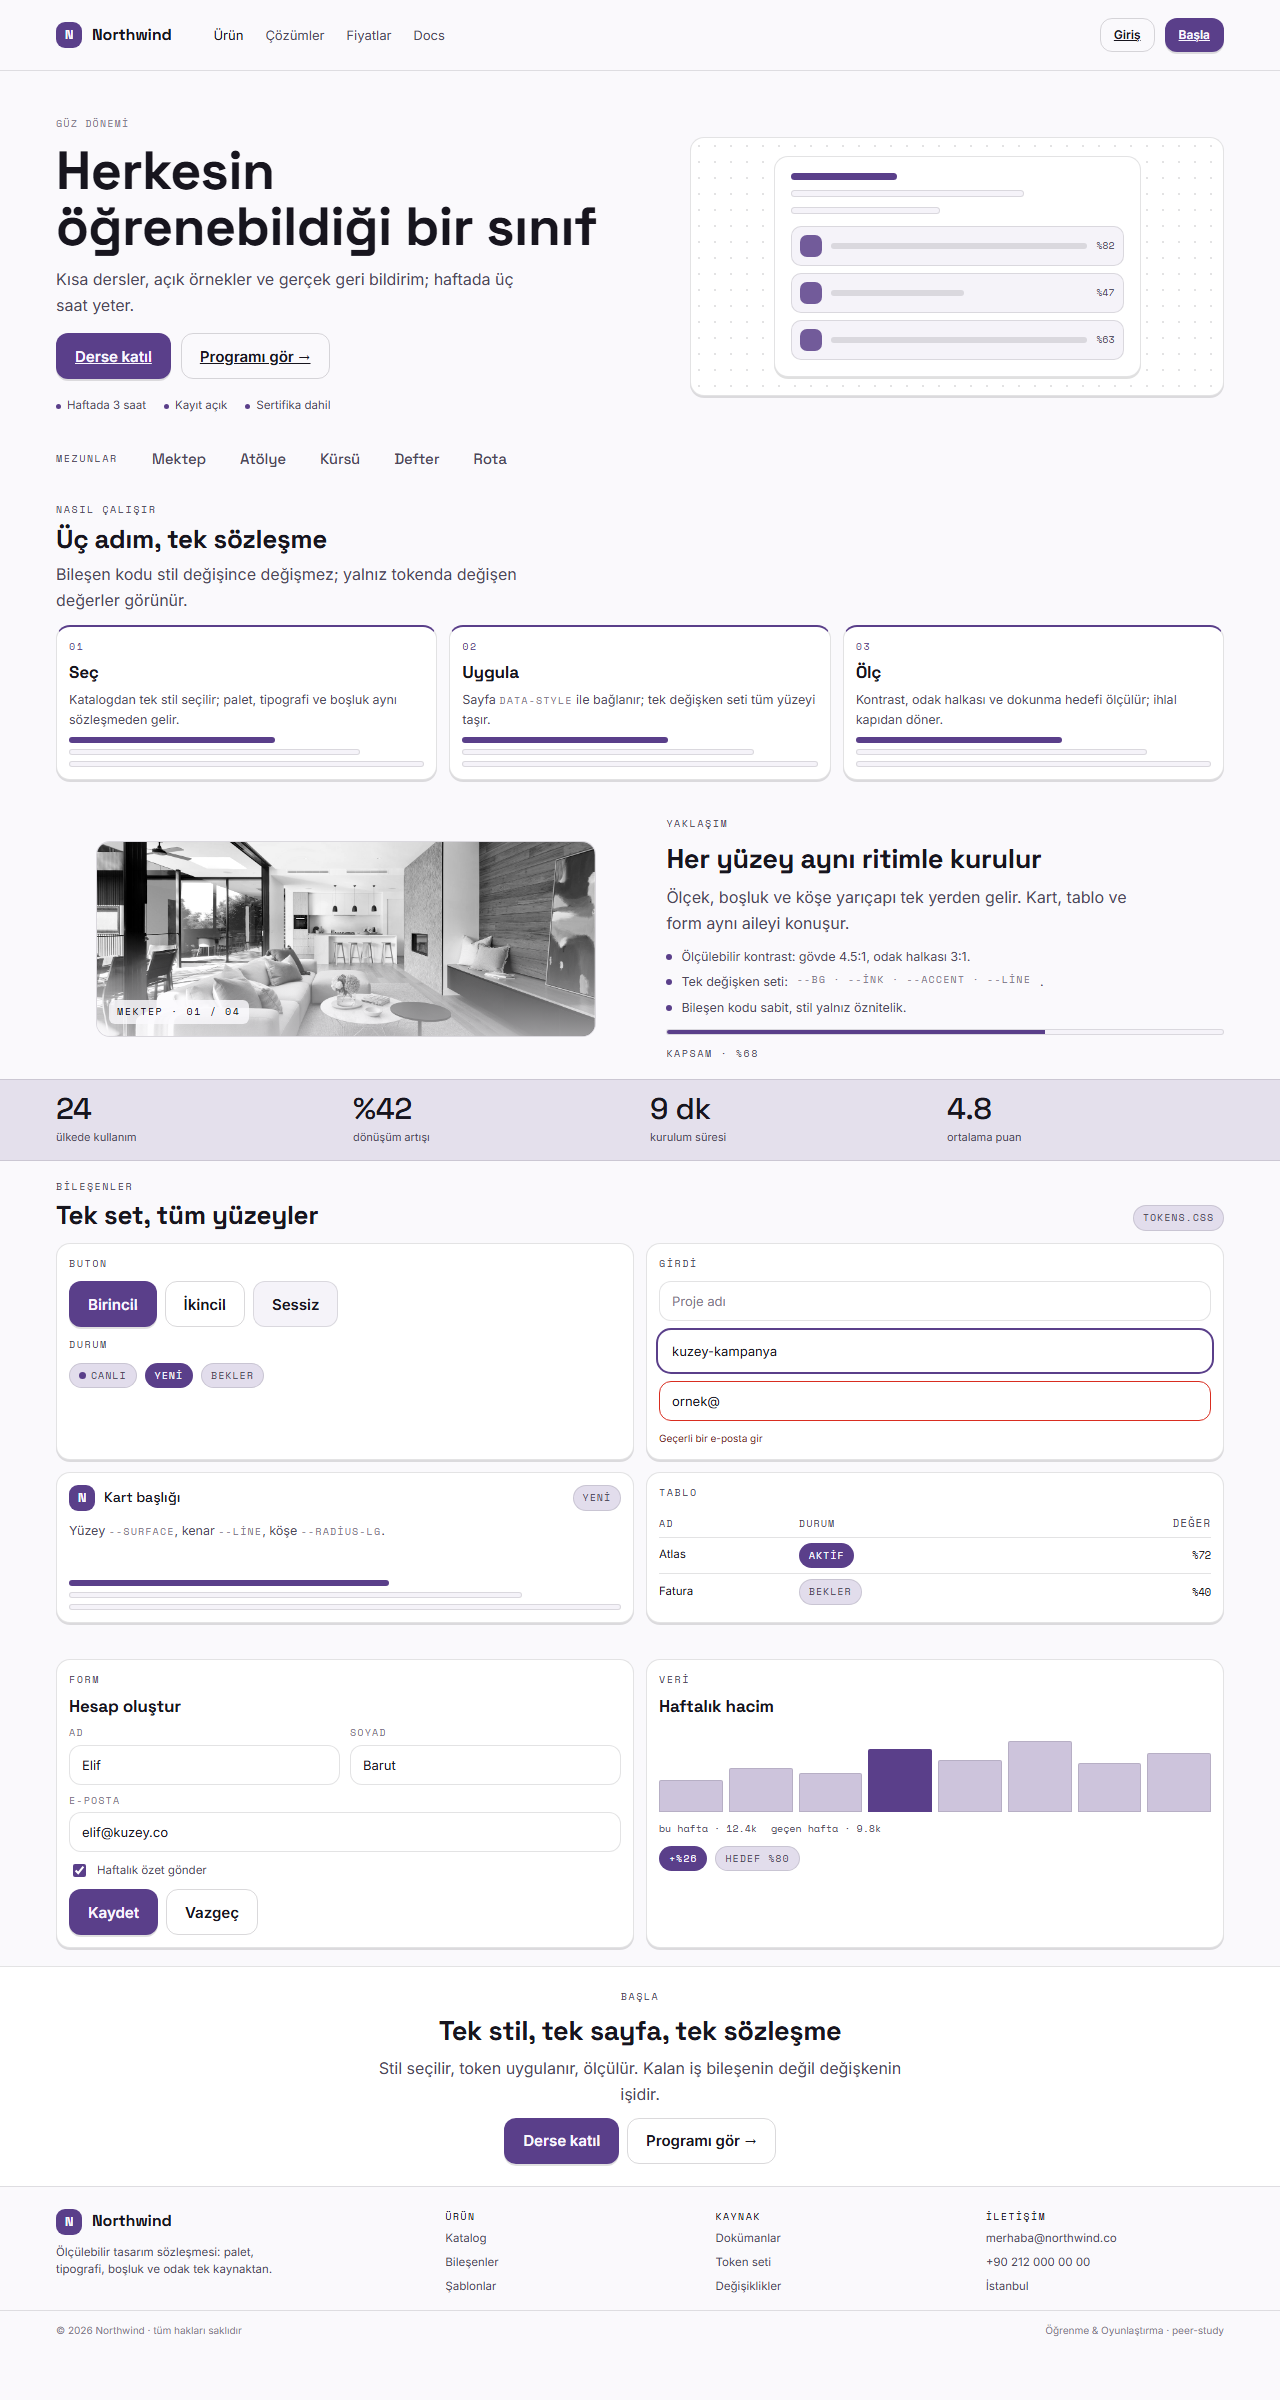 N Northwind Ürün Çözümler Fiyatlar Docs Giriş Başla
GÜZ DÖNEMİ
Herkesin
öğrenebildiği bir sınıf
Kısa dersler, açık örnekler ve gerçek geri bildirim; haftada üç
saat yeter.
Derse katıl Programı gör →
Haftada 3 saat Kayıt açık Sertifika dahil
%82
%47
%63
MEZUNLAR Mektep Atölye Kürsü Defter Rota
NASIL ÇALIŞIR
Üç adım, tek sözleşme
Bileşen kodu stil değişince değişmez; yalnız tokenda değişen
değerler görünür.
01
Seç
Katalogdan tek stil seçilir; palet, tipografi ve boşluk aynı
sözleşmeden gelir.
02
Uygula
Sayfa DATA-STYLE ile bağlanır; tek değişken seti tüm yüzeyi
taşır.
03
Ölç
Kontrast, odak halkası ve dokunma hedefi ölçülür; ihlal
kapıdan döner.
MEKTEP · 01 / 04
YAKLAŞIM
Her yüzey aynı ritimle kurulur
Ölçek, boşluk ve köşe yarıçapı tek yerden gelir. Kart, tablo ve
form aynı aileyi konuşur.
Ölçülebilir kontrast: gövde 4.5:1, odak halkası 3:1.
Tek değişken seti: --BG · --İNK · --ACCENT · --LİNE .
Bileşen kodu sabit, stil yalnız öznitelik.
KAPSAM · %68
24
ülkede kullanım
%42
dönüşüm artışı
9 dk
kurulum süresi
4.8
ortalama puan
BİLEŞENLER
Tek set, tüm yüzeyler
TOKENS.CSS
BUTON
Birincil İkincil Sessiz
DURUM
CANLI YENİ BEKLER
GİRDİ
Proje adı
kuzey-kampanya
ornek@
Geçerli bir e-posta gir
N Kart başlığı YENİ
Yüzey --SURFACE, kenar --LİNE, köşe --RADİUS-LG.
TABLO
AD DURUM DEĞER
Atlas AKTİF %72
Fatura BEKLER %40
FORM
Hesap oluştur
AD SOYAD
Elif Barut
E-POSTA
elif@kuzey.co
Haftalık özet gönder
Kaydet Vazgeç
VERİ
Haftalık hacim
bu hafta · 12.4k geçen hafta · 9.8k
+%26 HEDEF %80
BAŞLA
Tek stil, tek sayfa, tek sözleşme
Stil seçilir, token uygulanır, ölçülür. Kalan iş bileşenin değil değişkenin
işidir.
Derse katıl Programı gör →
N Northwind
Ölçülebilir tasarım sözleşmesi: palet,
tipografi, boşluk ve odak tek kaynaktan.
ÜRÜN
Katalog
Bileşenler
Şablonlar
KAYNAK
Dokümanlar
Token seti
Değişiklikler
İLETİŞİM
merhaba@northwind.co
+90 212 000 00 00
İstanbul
© 2026 Northwind · tüm hakları saklıdır
Öğrenme & Oyunlaştırma · peer-study